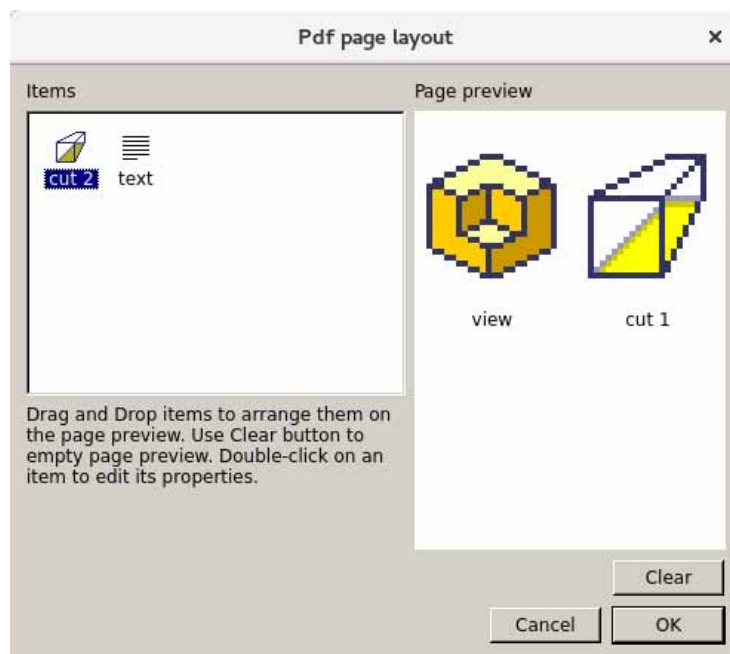 Pdf page layout
Items
Page preview
cut 2
text
view
cut 1
Drag and Drop items to arrange them on
the page preview. Use Clear button to
empty page preview. Double-click on an
item to edit its properties.
Clear
Cancel
OK